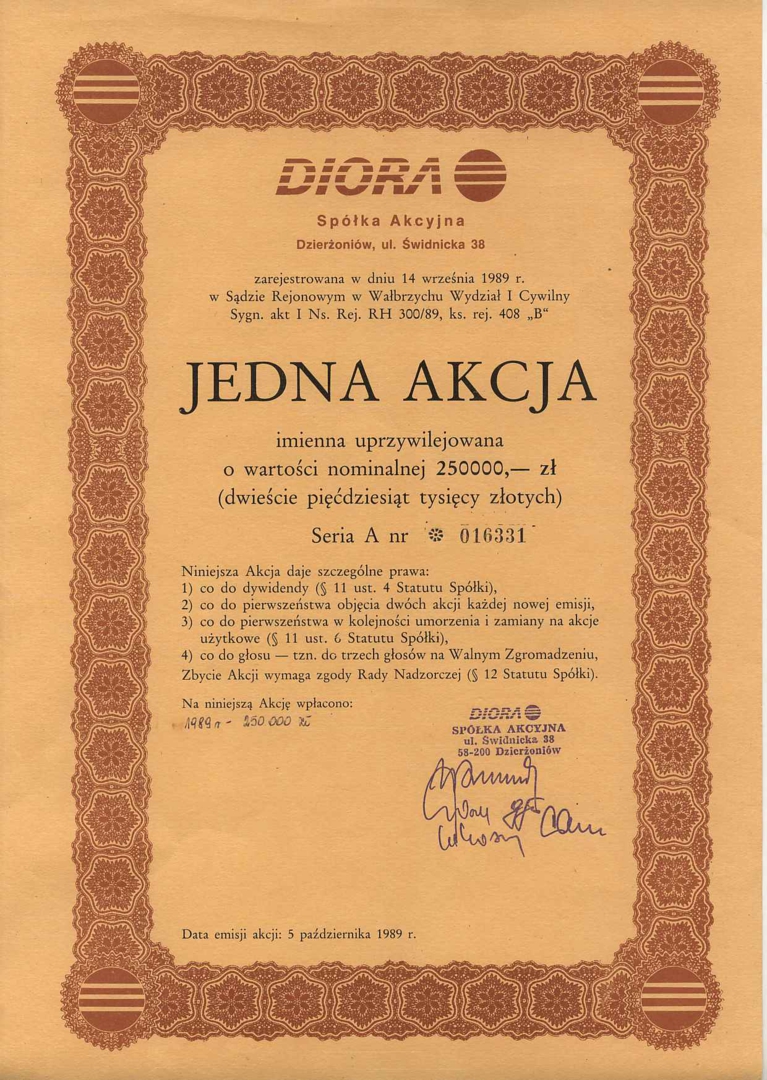 DIORA
Spółka Akcyjna
Dzierżoniów, ul. Świdnicka 38
zarejestrowana w dniu 14 września 1989 r.
w Sądzie Rejonowym w Wałbrzychu Wydział I Cywilny
Sygn. akt I Ns. Rej. RH 300/89, ks. rej. 408 „B“
JEDNA AKCJA
imienna uprzywilejowana
o wartości nominalnej 250000,— zł
(dwieście pięćdziesiąt tysięcy złotych)
Seria A nr 016331
Niniejsza Akcja daje szczególne prawa:
1) co do dywidendy (§ 11 ust. 4 Statutu Spółki),
2) co do pierwszeństwa objęcia dwóch akcji każdej nowej emisji,
3) co do pierwszeństwa w kolejności umorzenia i zamiany na akcje
użytkowe (§ 11 ust. 6 Statutu Spółki),
4) co do głosu — tzn. do trzech głosów na Walnym Zgromadzeniu,
Zbycie Akcji wymaga zgody Rady Nadzorczej (§ 12 Statutu Spółki).
Na niniejszą Akcję wpłacono:
1989 r - 250 000 zł
DIORA
SPÓŁKA AKCYJNA
ul. Świdnicka 38
58-200 Dzierżoniów
Data emisji akcji: 5 października 1989 r.